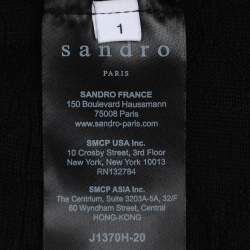 1
sandro
PARIS
SANDRO FRANCE
150 Boulevard Haussmann
75008 Paris
www.sandro-paris.com
SMCP USA Inc.
10 Crosby Street, 3rd Floor
New York, New York, 10013
RN132784
SMCP ASIA Inc.
The Centrium, Suite 3203A-5A, 32/F
60 Wyndham Street, Central
HONG-KONG
J1370H-20